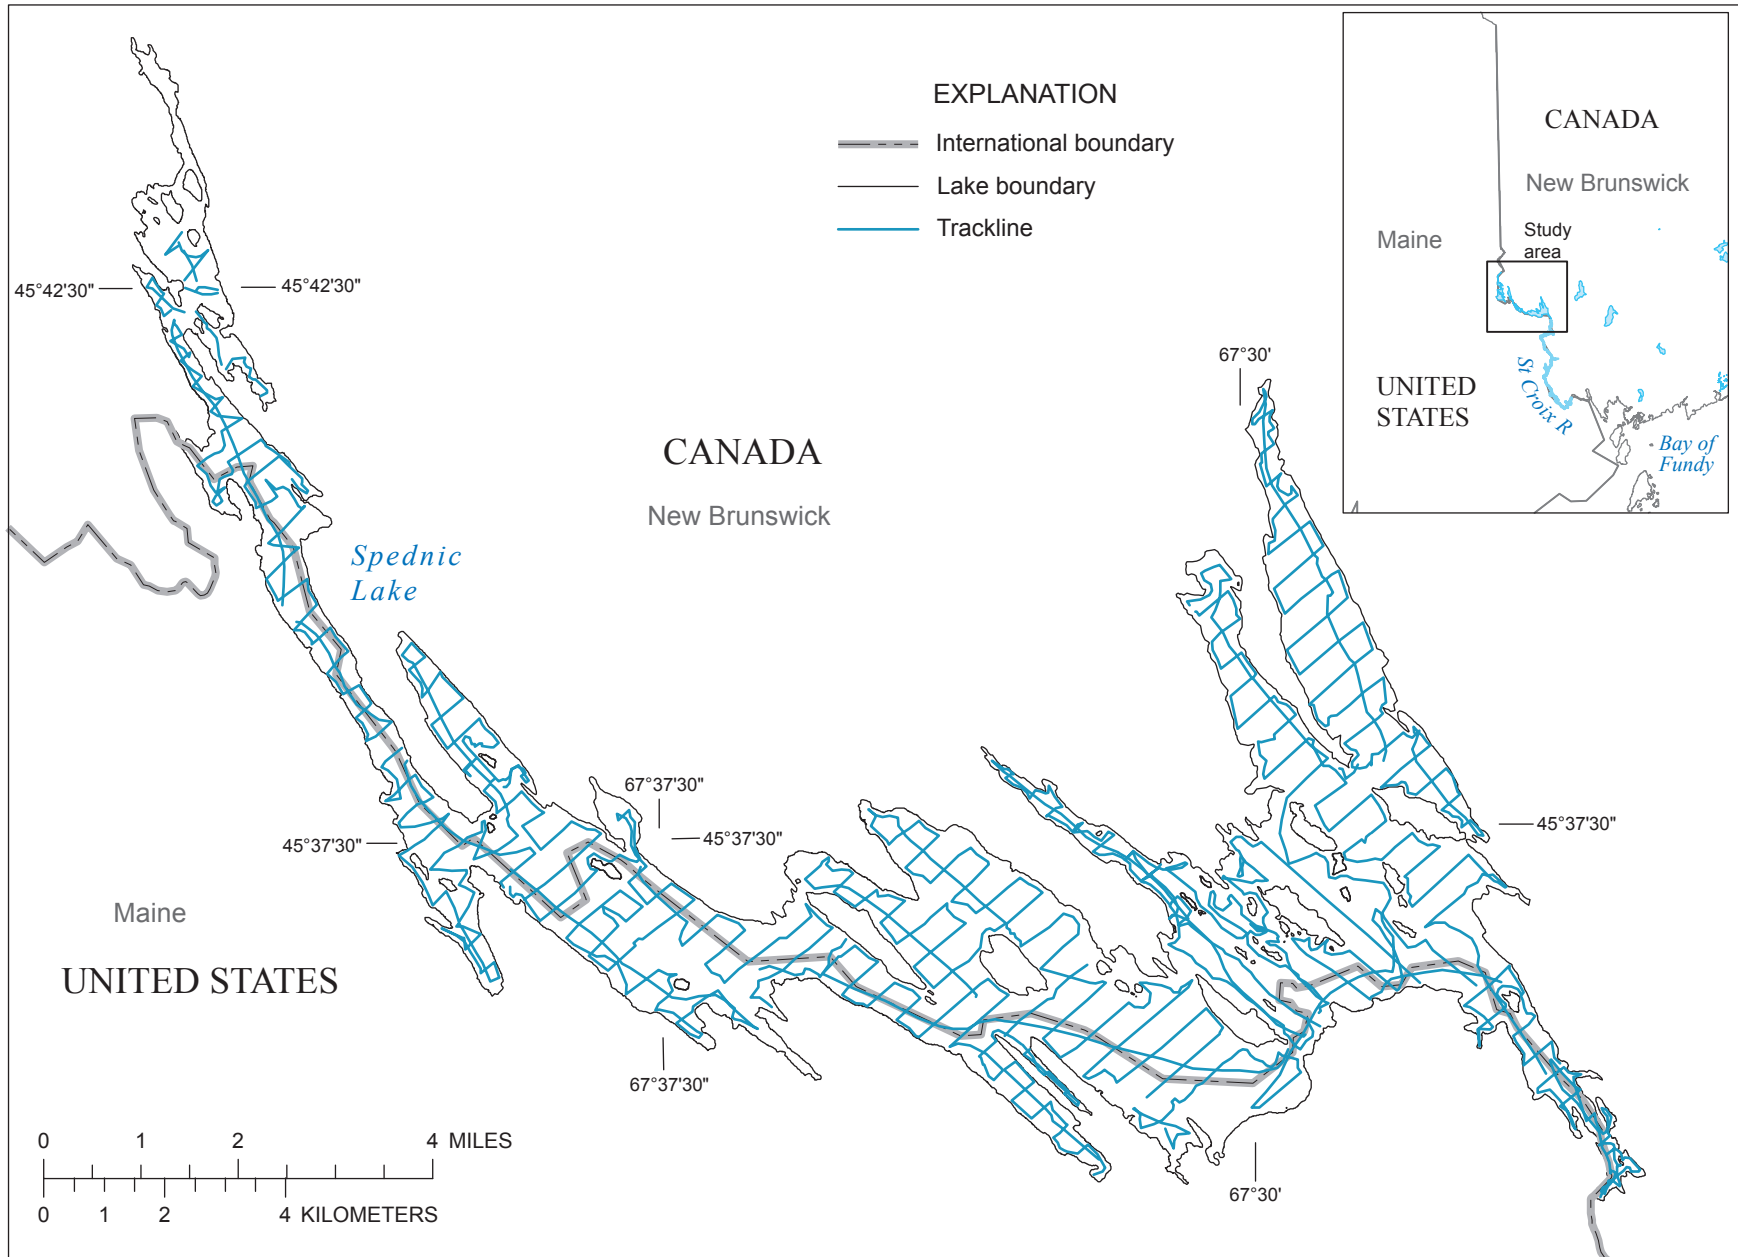 EXPLANATION
International boundary
Lake boundary
Trackline
CANADA
New Brunswick
Maine
Study
area
UNITED
STATES
St Croix R
Bay of
Fundy
45°42'30"
45°42'30"
67°30'
CANADA
New Brunswick
Spednic
Lake
67°37'30"
45°37'30"
45°37'30"
45°37'30"
Maine
UNITED STATES
67°37'30"
67°30'
0 1 2 4 MILES
0 1 2 4 KILOMETERS